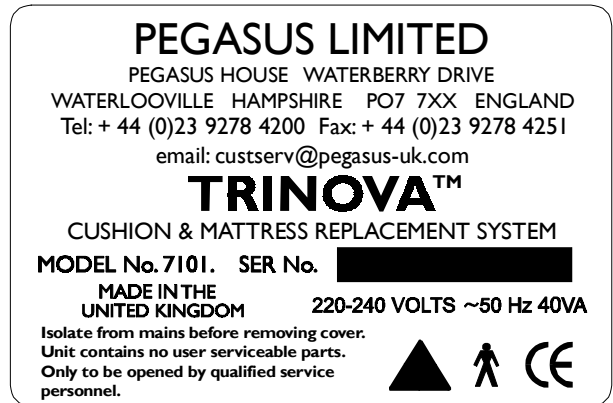 PEGASUS LIMITED
PEGASUS HOUSE WATERBERRY DRIVE
WATERLOOVILLE HAMPSHIRE PO7 7XX ENGLAND
Tel: + 44 (0)23 9278 4200 Fax: + 44 (0)23 9278 4251
email: custserv@pegasus-uk.com
TRINOVA™
CUSHION & MATTRESS REPLACEMENT SYSTEM
MODEL No. 7101. SER No.
MADE IN THE
UNITED KINGDOM
220-240 VOLTS ~50 Hz 40VA
Isolate from mains before removing cover.
Unit contains no user serviceable parts.
Only to be opened by qualified service
personnel.
CE